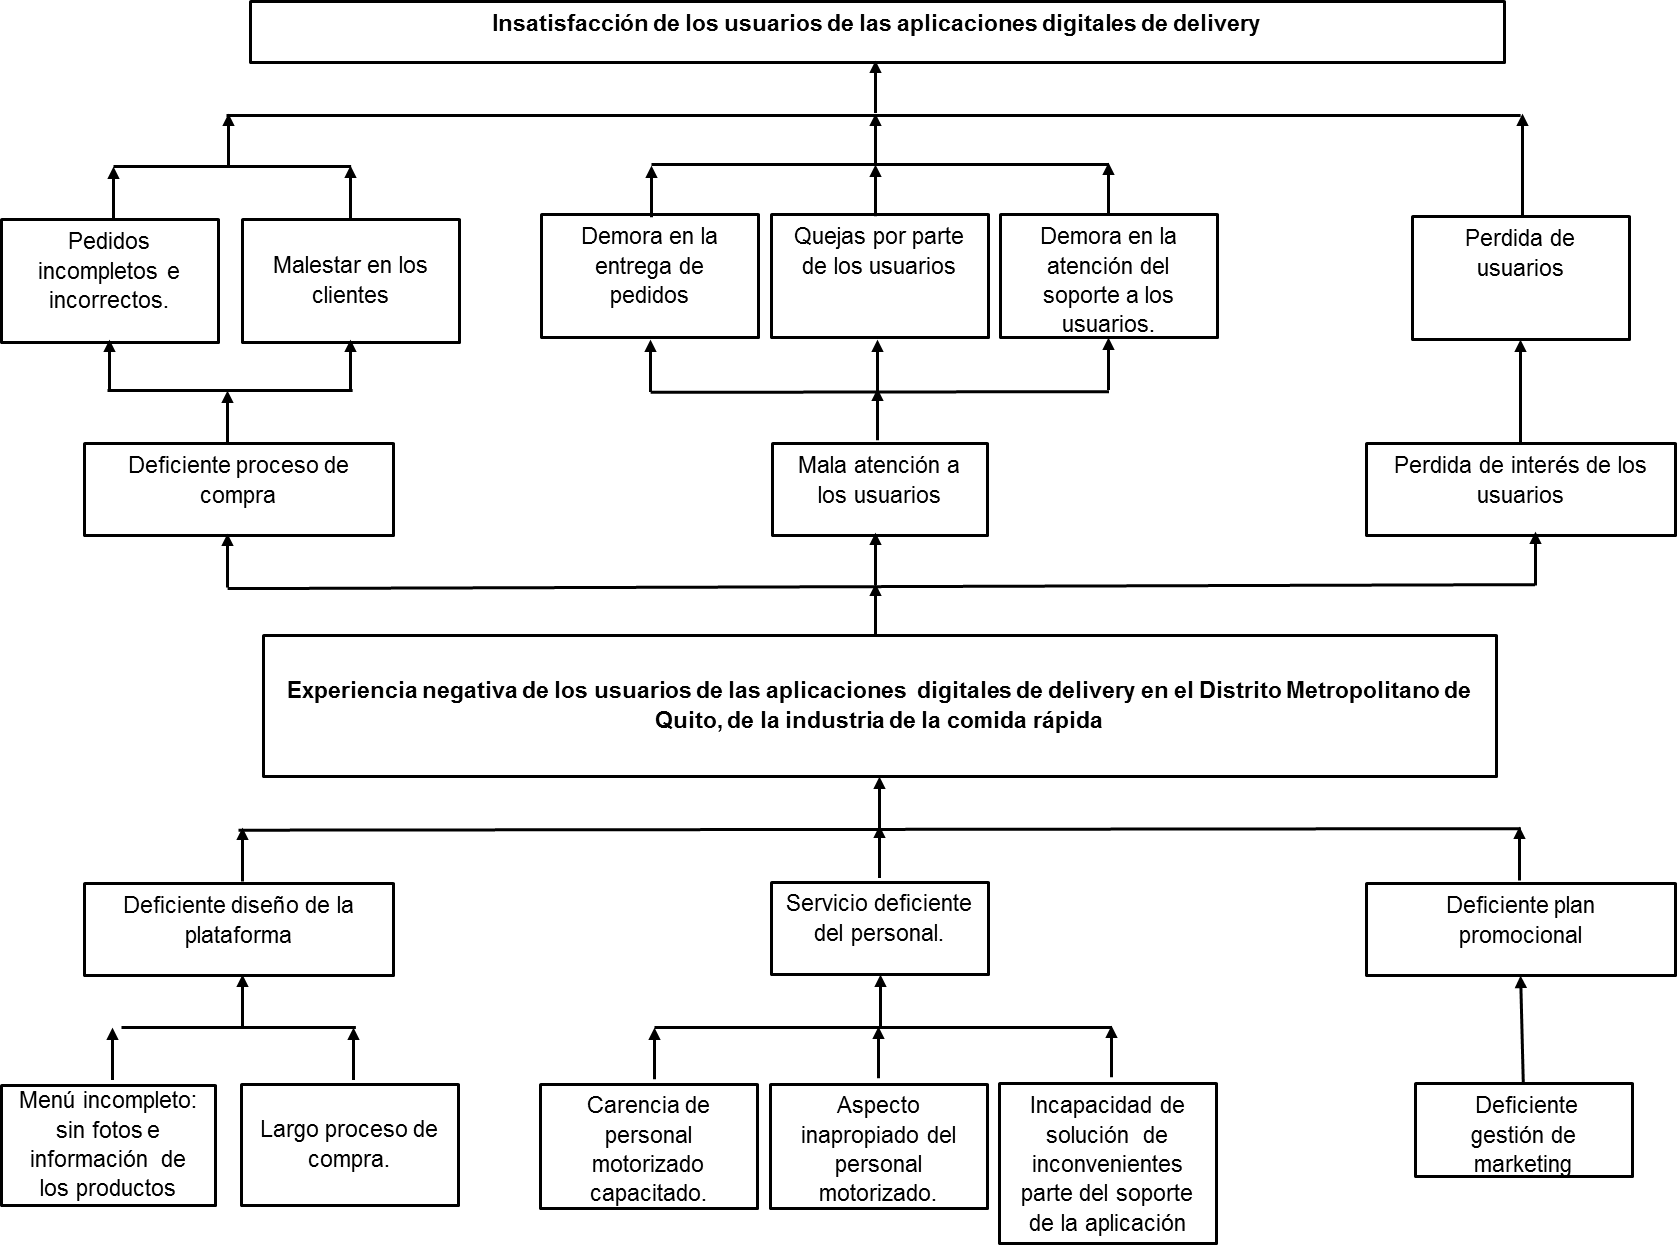 Insatisfacción de los usuarios de las aplicaciones digitales de delivery
Pedidos
incompletos e
incorrectos.
Malestar en los
clientes
Demora en la
entrega de
pedidos
Quejas por parte
de los usuarios
Demora en la
atención del
soporte a los
usuarios.
Perdida de
usuarios
Deficiente proceso de
compra
Mala atención a
los usuarios
Perdida de interés de los
usuarios
Experiencia negativa de los usuarios de las aplicaciones digitales de delivery en el Distrito Metropolitano de
Quito, de la industria de la comida rápida
Deficiente diseño de la
plataforma
Servicio deficiente
del personal.
Deficiente plan
promocional
Menú incompleto:
sin fotos e
información de
los productos
Largo proceso de
compra.
Carencia de
personal
motorizado
capacitado.
Aspecto
inapropiado del
personal
motorizado.
Incapacidad de
solución de
inconvenientes
parte del soporte
de la aplicación
Deficiente
gestión de
marketing